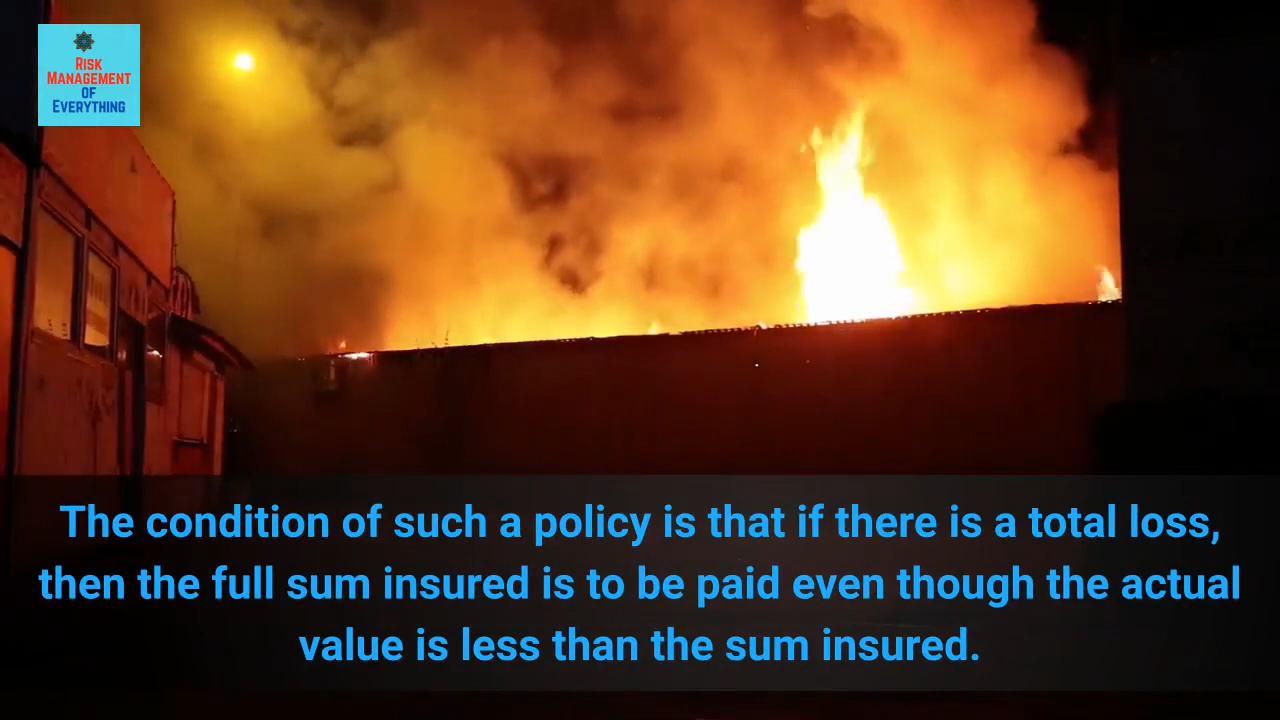 Risk
Management
of
Everything
The condition of such a policy is that if there is a total loss,
then the full sum insured is to be paid even though the actual
value is less than the sum insured.